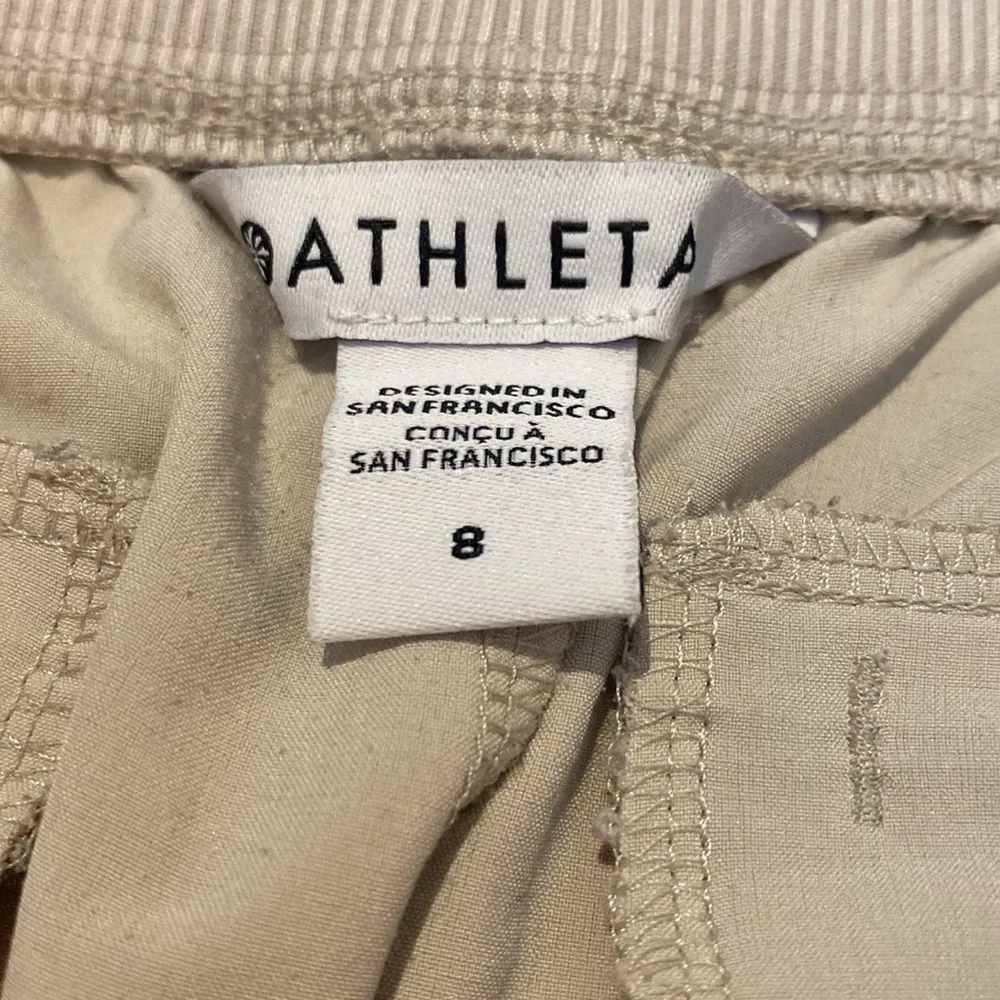 ATHLETA
DESIGNED IN
SAN FRANCISCO
CONÇU À
SAN FRANCISCO
8